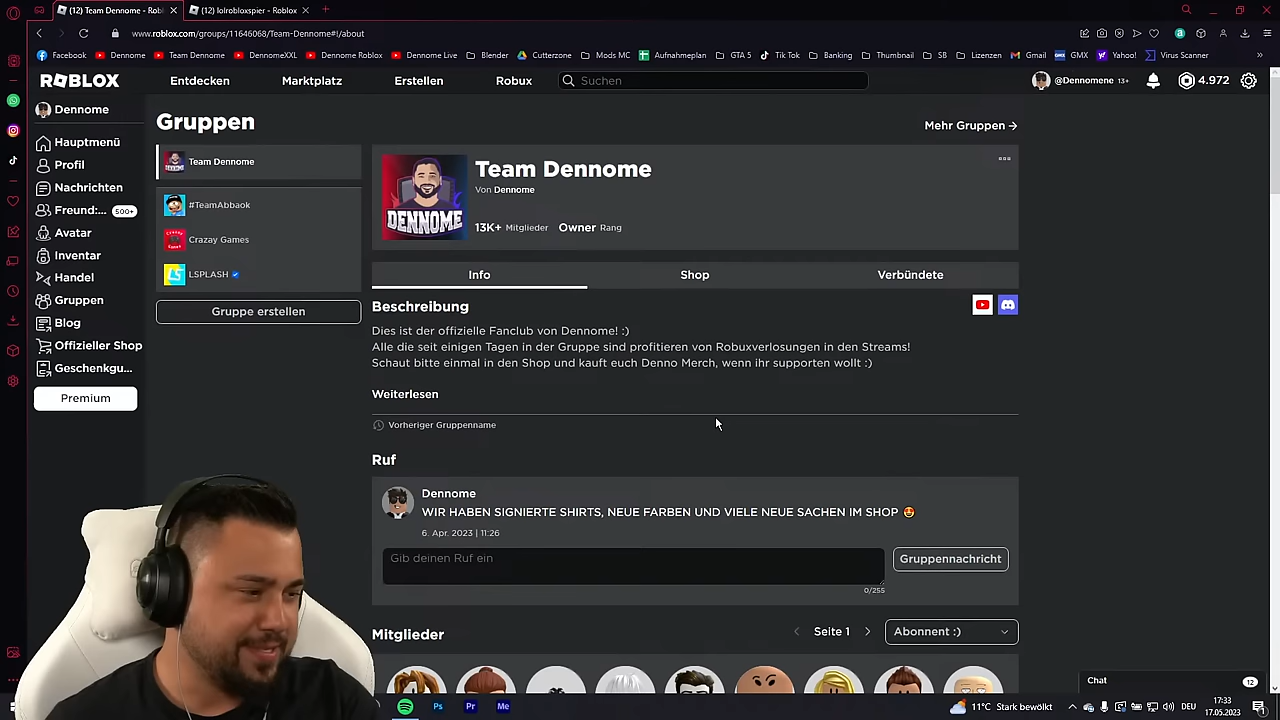 (12) Team Dennome - Rob
(12) lolrobloxspier - Roblox
www.roblox.com/groups/11646068/Team-Dennome#!/about
Facebook
Dennome
Team Dennome
DennomeXXL
Dennome Roblox
Dennome Live
Blender
Cutterzone
Mods MC
Aufnahmeplan
GTA 5
Tik Tok
Banking
Thumbnail
SB
Lizenzen
Gmail
GMX
Yahoo!
Virus Scanner
ROBLOX
Entdecken
Marktplatz
Erstellen
Robux
Suchen
@Dennomene 13+
4.972
Dennome
Hauptmenü
Profil
Nachrichten
Freund:... 500+
Avatar
Inventar
Handel
Gruppen
Blog
Offizieller Shop
Geschenkgu...
Premium
Gruppen
Mehr Gruppen
Team Dennome
#TeamAbbaok
Crazay Games
LSPLASH
Gruppe erstellen
DENNOME
Team Dennome
Von Dennome
13K+ Mitglieder Owner Rang
Info
Shop
Verbündete
Beschreibung
Dies ist der offizielle Fanclub von Dennome! :)
Alle die seit einigen Tagen in der Gruppe sind profitieren von Robuxverlosungen in den Streams!
Schaut bitte einmal in den Shop und kauft euch Denno Merch, wenn ihr supporten wollt :)
Weiterlesen
Vorheriger Gruppenname
Ruf
Dennome
WIR HABEN SIGNIERTE SHIRTS, NEUE FARBEN UND VIELE NEUE SACHEN IM SHOP 😍
6. Apr. 2023 | 11:26
Gib deinen Ruf ein
Gruppennachricht
0/255
Mitglieder
Seite 1
Abonnent :)
Chat
12
Ps
Pr
Me
11°C Stark bewölkt
DEU
17:33
17.05.2023